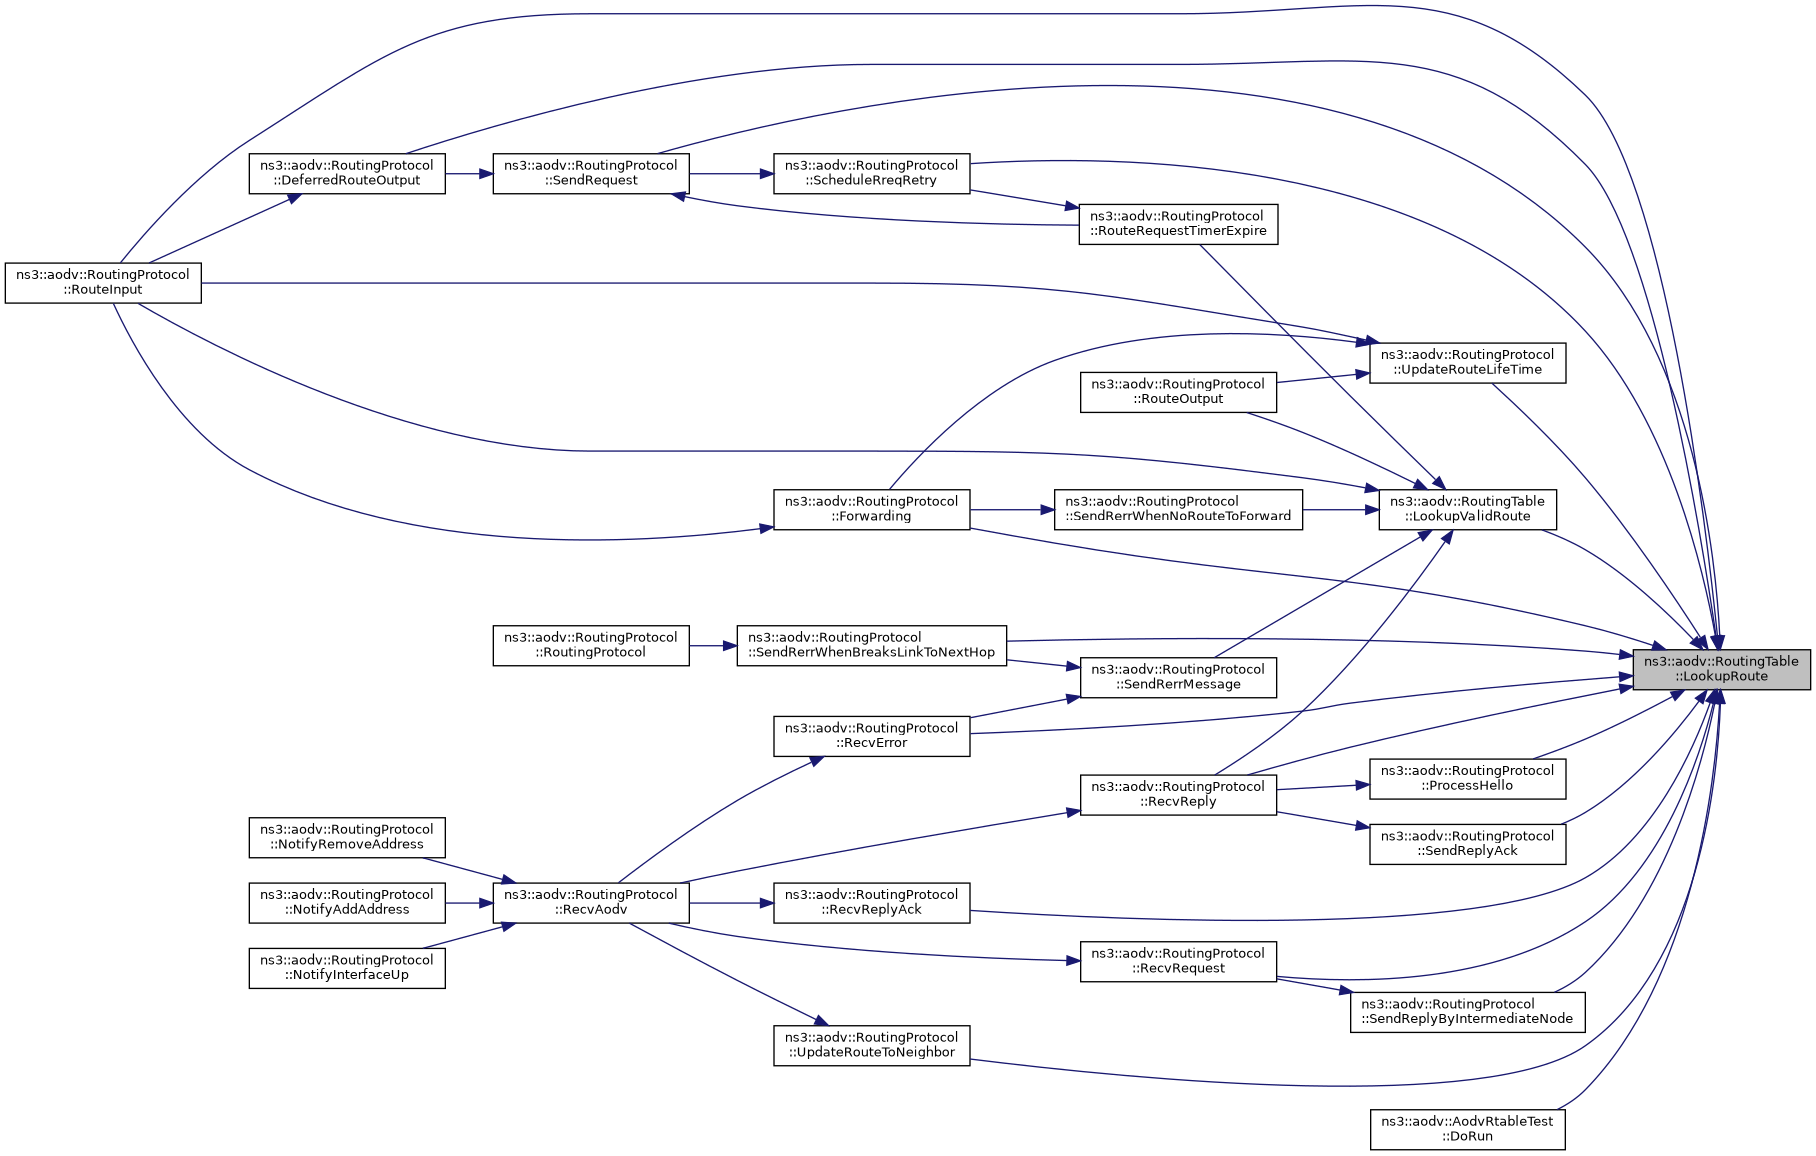 ns3::aodv::RoutingProtocol
::DeferredRouteOutput
ns3::aodv::RoutingProtocol
::SendRequest
ns3::aodv::RoutingProtocol
::ScheduleRreqRetry
ns3::aodv::RoutingProtocol
::RouteRequestTimerExpire
ns3::aodv::RoutingProtocol
::RouteInput
ns3::aodv::RoutingProtocol
::UpdateRouteLifeTime
ns3::aodv::RoutingProtocol
::RouteOutput
ns3::aodv::RoutingProtocol
::Forwarding
ns3::aodv::RoutingProtocol
::SendRerrWhenNoRouteToForward
ns3::aodv::RoutingTable
::LookupValidRoute
ns3::aodv::RoutingProtocol
::RoutingProtocol
ns3::aodv::RoutingProtocol
::SendRerrWhenBreaksLinkToNextHop
ns3::aodv::RoutingProtocol
::SendRerrMessage
ns3::aodv::RoutingTable
::LookupRoute
ns3::aodv::RoutingProtocol
::RecvError
ns3::aodv::RoutingProtocol
::RecvReply
ns3::aodv::RoutingProtocol
::ProcessHello
ns3::aodv::RoutingProtocol
::NotifyRemoveAddress
ns3::aodv::RoutingProtocol
::SendReplyAck
ns3::aodv::RoutingProtocol
::NotifyAddAddress
ns3::aodv::RoutingProtocol
::RecvAodv
ns3::aodv::RoutingProtocol
::RecvReplyAck
ns3::aodv::RoutingProtocol
::NotifyInterfaceUp
ns3::aodv::RoutingProtocol
::RecvRequest
ns3::aodv::RoutingProtocol
::SendReplyByIntermediateNode
ns3::aodv::RoutingProtocol
::UpdateRouteToNeighbor
ns3::aodv::AodvRtableTest
::DoRun